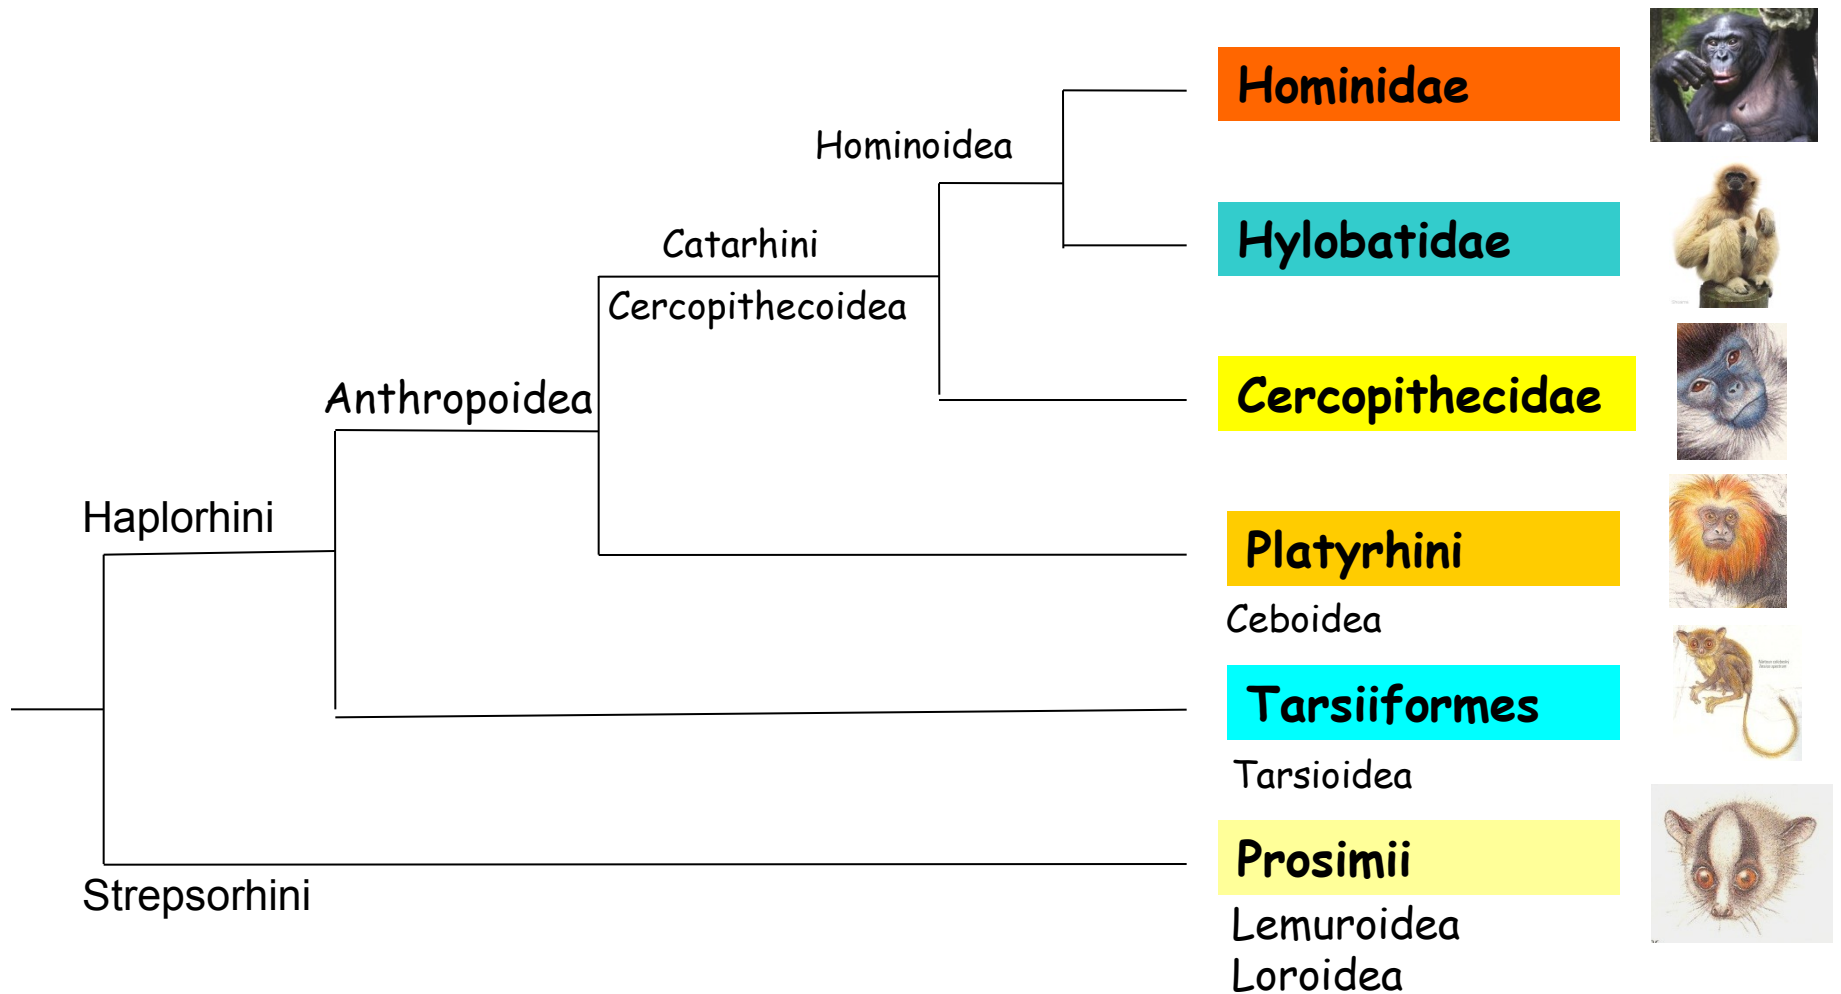 Hominidae
Hominoidea
Hylobatidae
Catarhini
Cercopithecoidea
Cercopithecidae
Anthropoidea
Haplorhini
Platyrhini
Ceboidea
Tarsiiformes
Tarsioidea
Prosimii
Strepsorhini
Lemuroidea
Loroidea